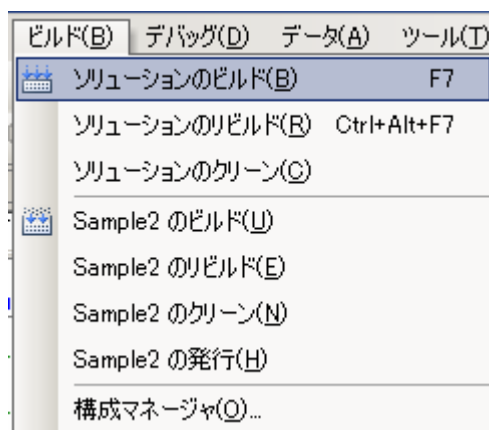 ビルド(B) デバッグ(D) データ(A) ツール(T)
ソリューションのビルド(B) F7
ソリューションのリビルド(R) Ctrl+Alt+F7
ソリューションのクリーン(C)
Sample2 のビルド(U)
Sample2 のリビルド(E)
Sample2 のクリーン(N)
Sample2 の発行(H)
構成マネージャ(O)...